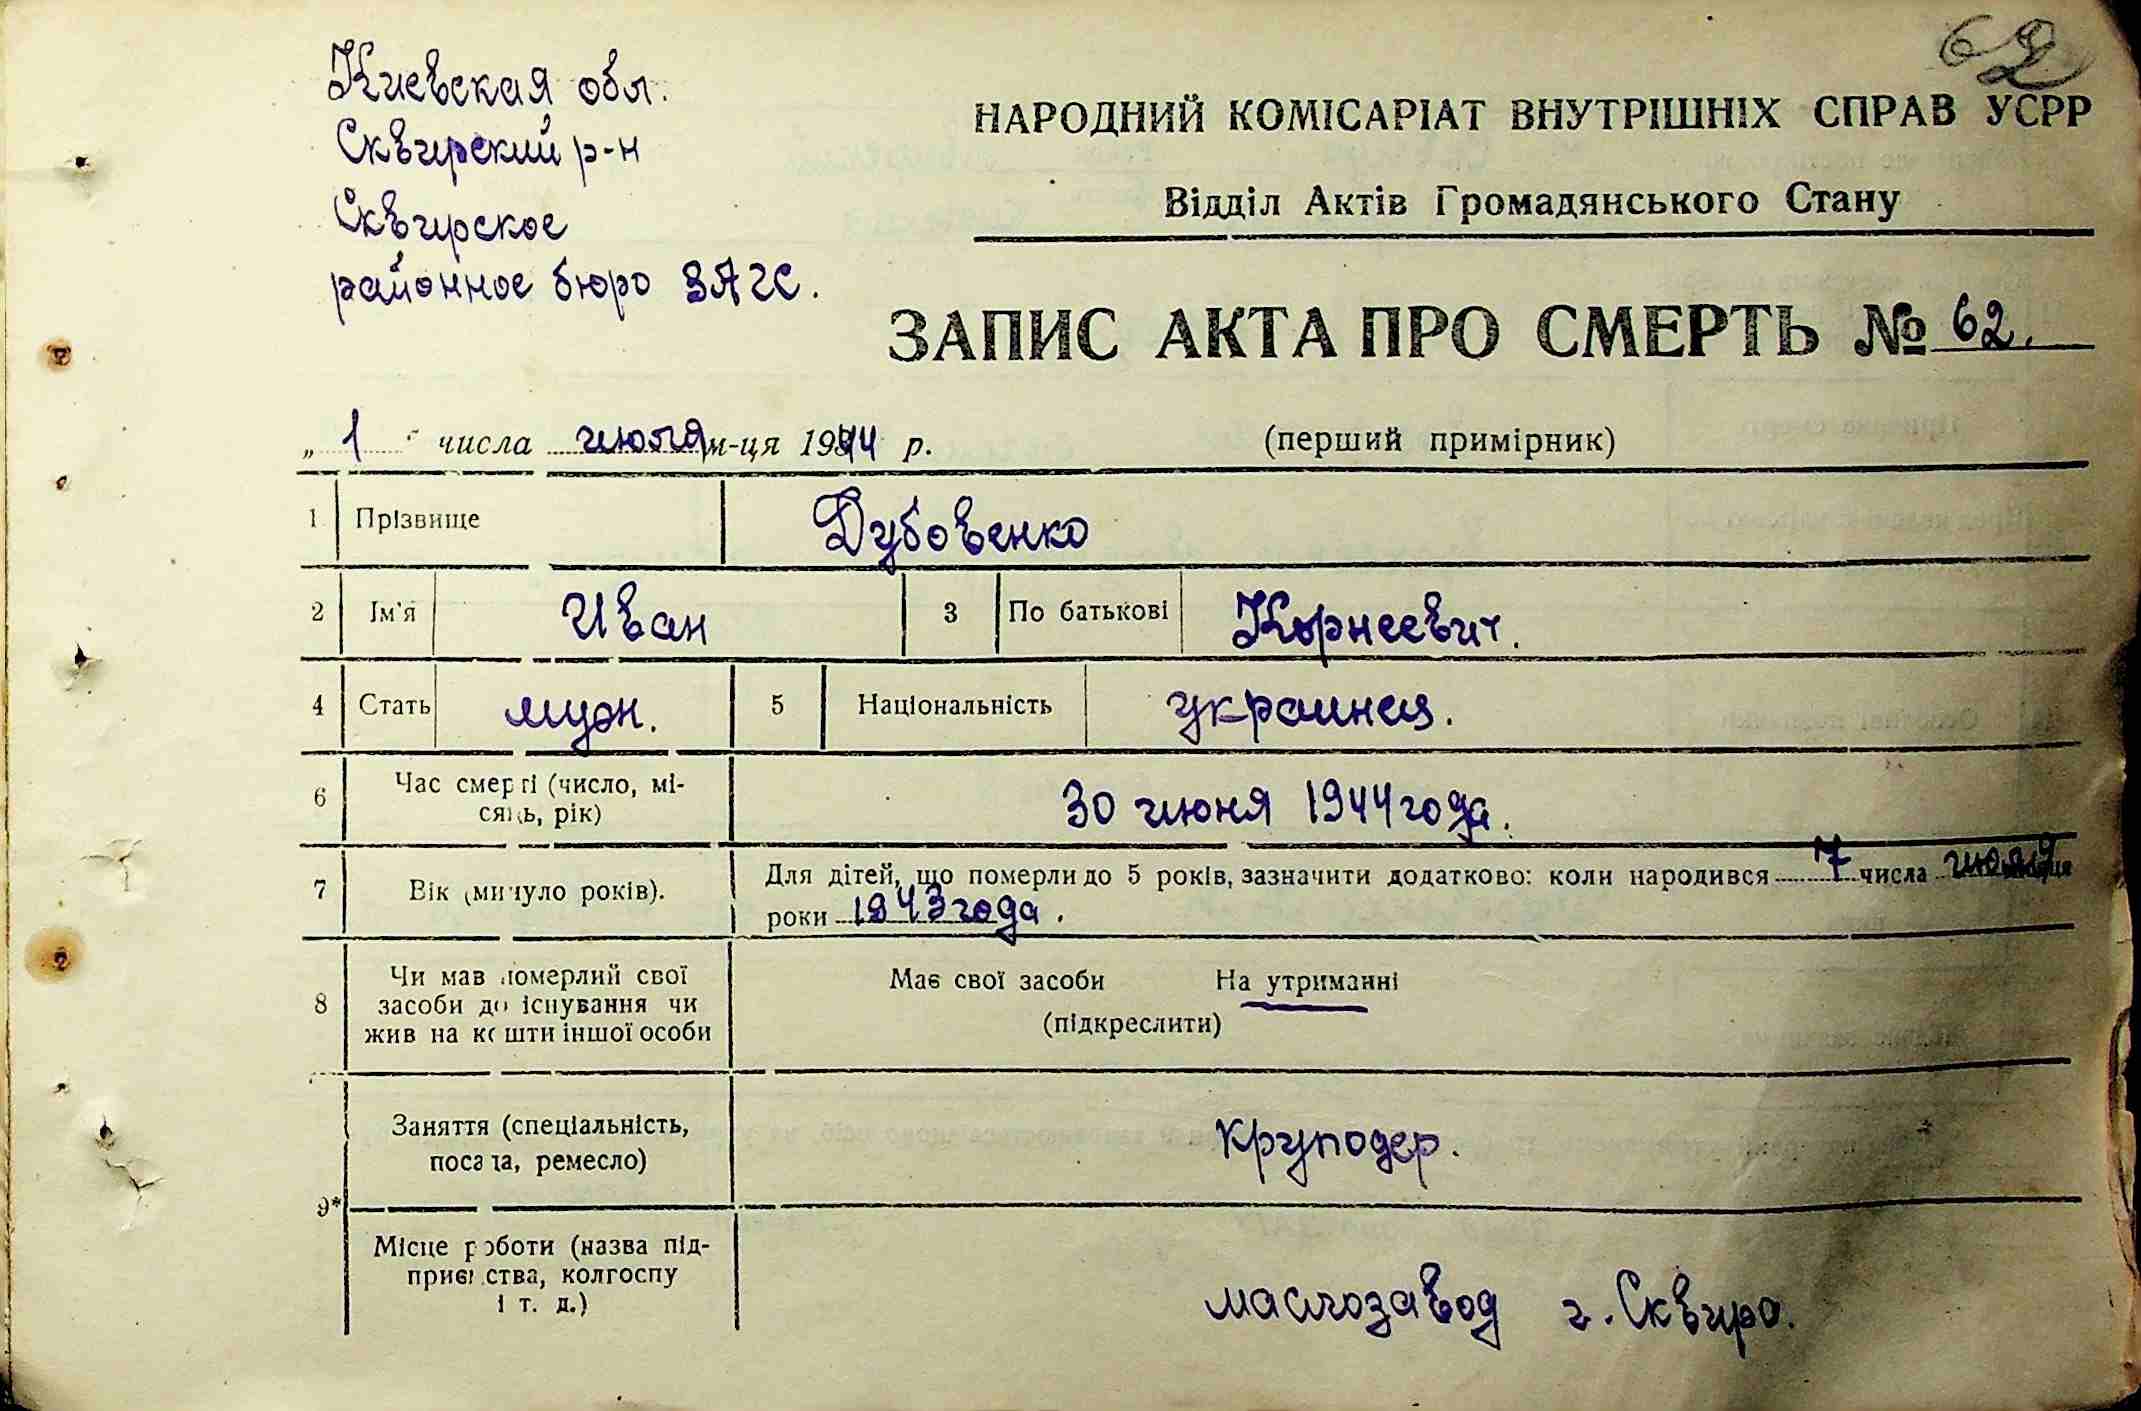 62
Киевская обл.
Сквирский р-н
Сквирское
районное бюро ЗАГС.
НАРОДНИЙ КОМІСАРІАТ ВНУТРІШНІХ СПРАВ УСРР
Відділ Актів Громадянського Стану
ЗАПИС АКТА ПРО СМЕРТЬ № 62.
„ 1 " числа июля м-ця 1944 р. (перший примірник)
1 Прізвище Дубовенко
2 Ім'я Иван 3 По батькові Корнеевич.
4 Стать муж. 5 Національність украинец.
6 Час смерті (число, мі-
сяць, рік) 30 июня 1944 года.
7 Вік (минуло років). Для дітей, що померли до 5 років, зазначити додатково: коли народився 7 числа
роки 1943 года.
8 Чи мав померлий свої
засоби до існування чи
жив на кошти іншої особи
Має свої засоби На утриманні
(підкреслити)
9* Заняття (спеціальність,
посада, ремесло) круподер.
Місце роботи (назва під-
приємства, колгоспу
і т. д.) маслозавод г. Сквира.